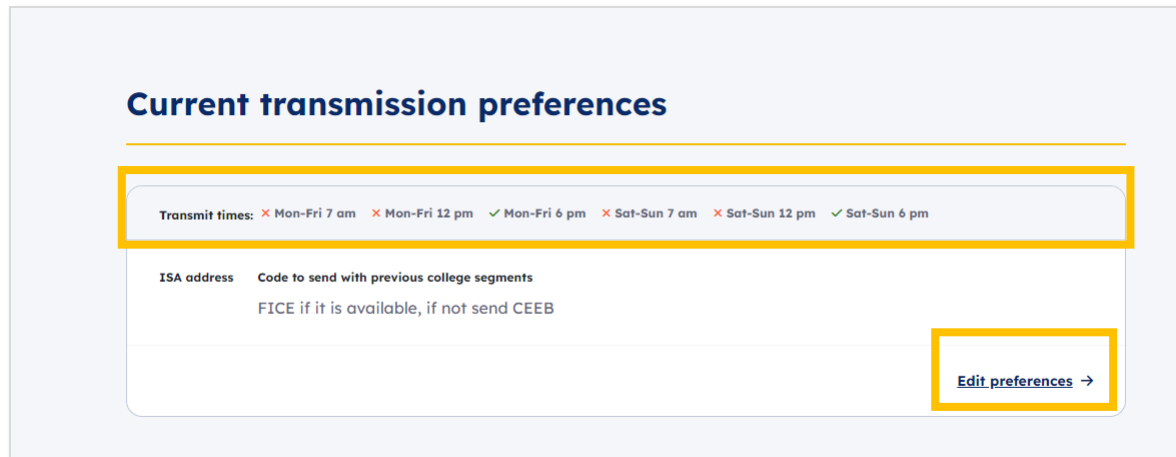 Current transmission preferences
Transmit times: × Mon-Fri 7 am × Mon-Fri 12 pm ✓ Mon-Fri 6 pm × Sat-Sun 7 am × Sat-Sun 12 pm ✓ Sat-Sun 6 pm
ISA address Code to send with previous college segments
FICE if it is available, if not send CEEB
Edit preferences →